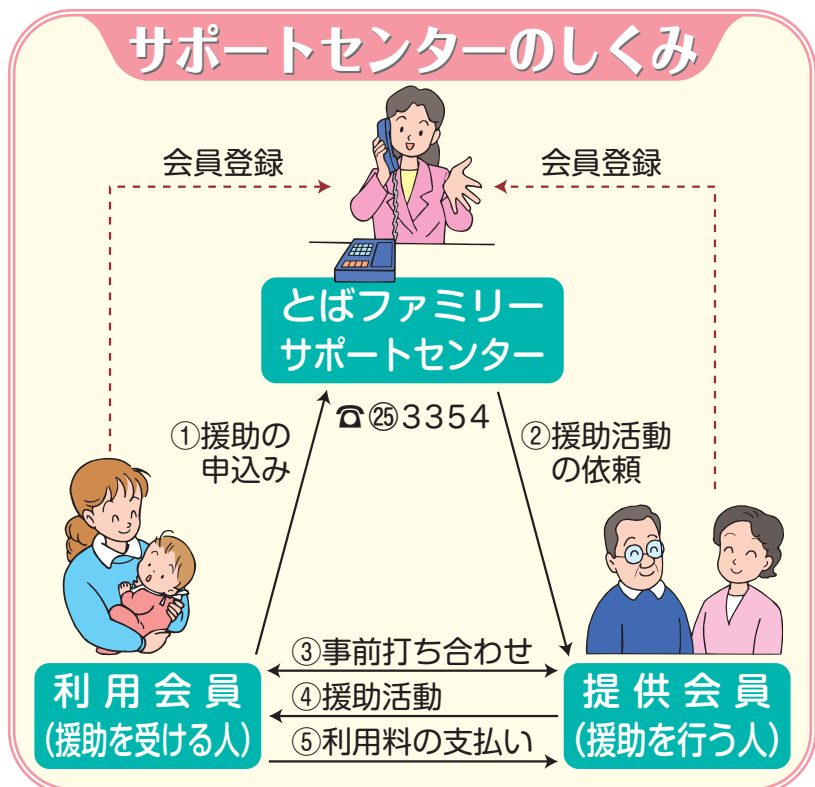 サポートセンターのしくみ
会員登録
会員登録
とばファミリー
サポートセンター
☎㉕3354
①援助の
申込み
②援助活動
の依頼
③事前打ち合わせ
④援助活動
⑤利用料の支払い
利用会員
(援助を受ける人)
提供会員
(援助を行う人)